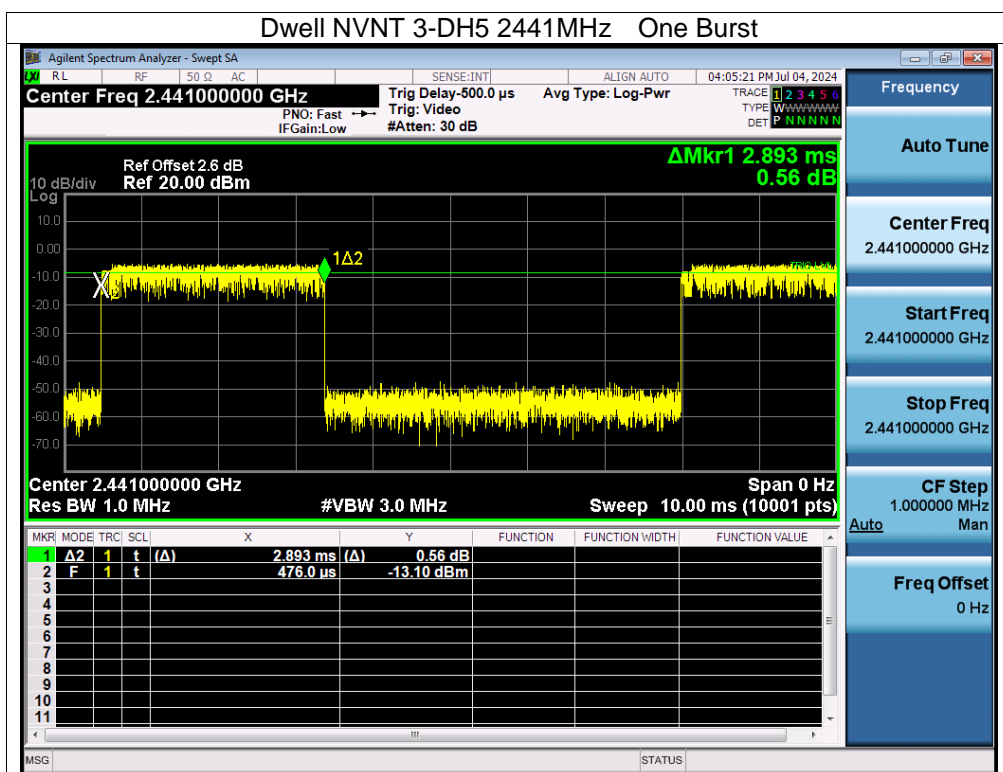 Dwell NVNT 3-DH5 2441MHz One Burst
Agilent Spectrum Analyzer - Swept SA
RL RF 50 Ω AC SENSE:INT ALIGN AUTO 04:05:21 PM Jul 04, 2024
Center Freq 2.441000000 GHz
PNO: Fast
IFGain:Low
Trig Delay-500.0 µs
Trig: Video
#Atten: 30 dB
Avg Type: Log-Pwr
TRACE 1 2 3 4 5 6
TYPE WWWWWW
DET P N N N N N
ΔMkr1 2.893 ms
0.56 dB
Ref Offset 2.6 dB
10 dB/div Ref 20.00 dBm
Log
10.0
0.00
-10.0
-20.0
-30.0
-40.0
-50.0
-60.0
-70.0
1Δ2
Center 2.441000000 GHz Span 0 Hz
Res BW 1.0 MHz #VBW 3.0 MHz Sweep 10.00 ms (10001 pts)
MKR MODE TRC SCL X Y FUNCTION FUNCTION WIDTH FUNCTION VALUE
1 Δ2 1 t (Δ) 2.893 ms (Δ) 0.56 dB
2 F 1 t 476.0 µs -13.10 dBm
3
4
5
6
7
8
9
10
11
MSG STATUS
Frequency
Auto Tune
Center Freq
2.441000000 GHz
Start Freq
2.441000000 GHz
Stop Freq
2.441000000 GHz
CF Step
1.000000 MHz
Auto Man
Freq Offset
0 Hz